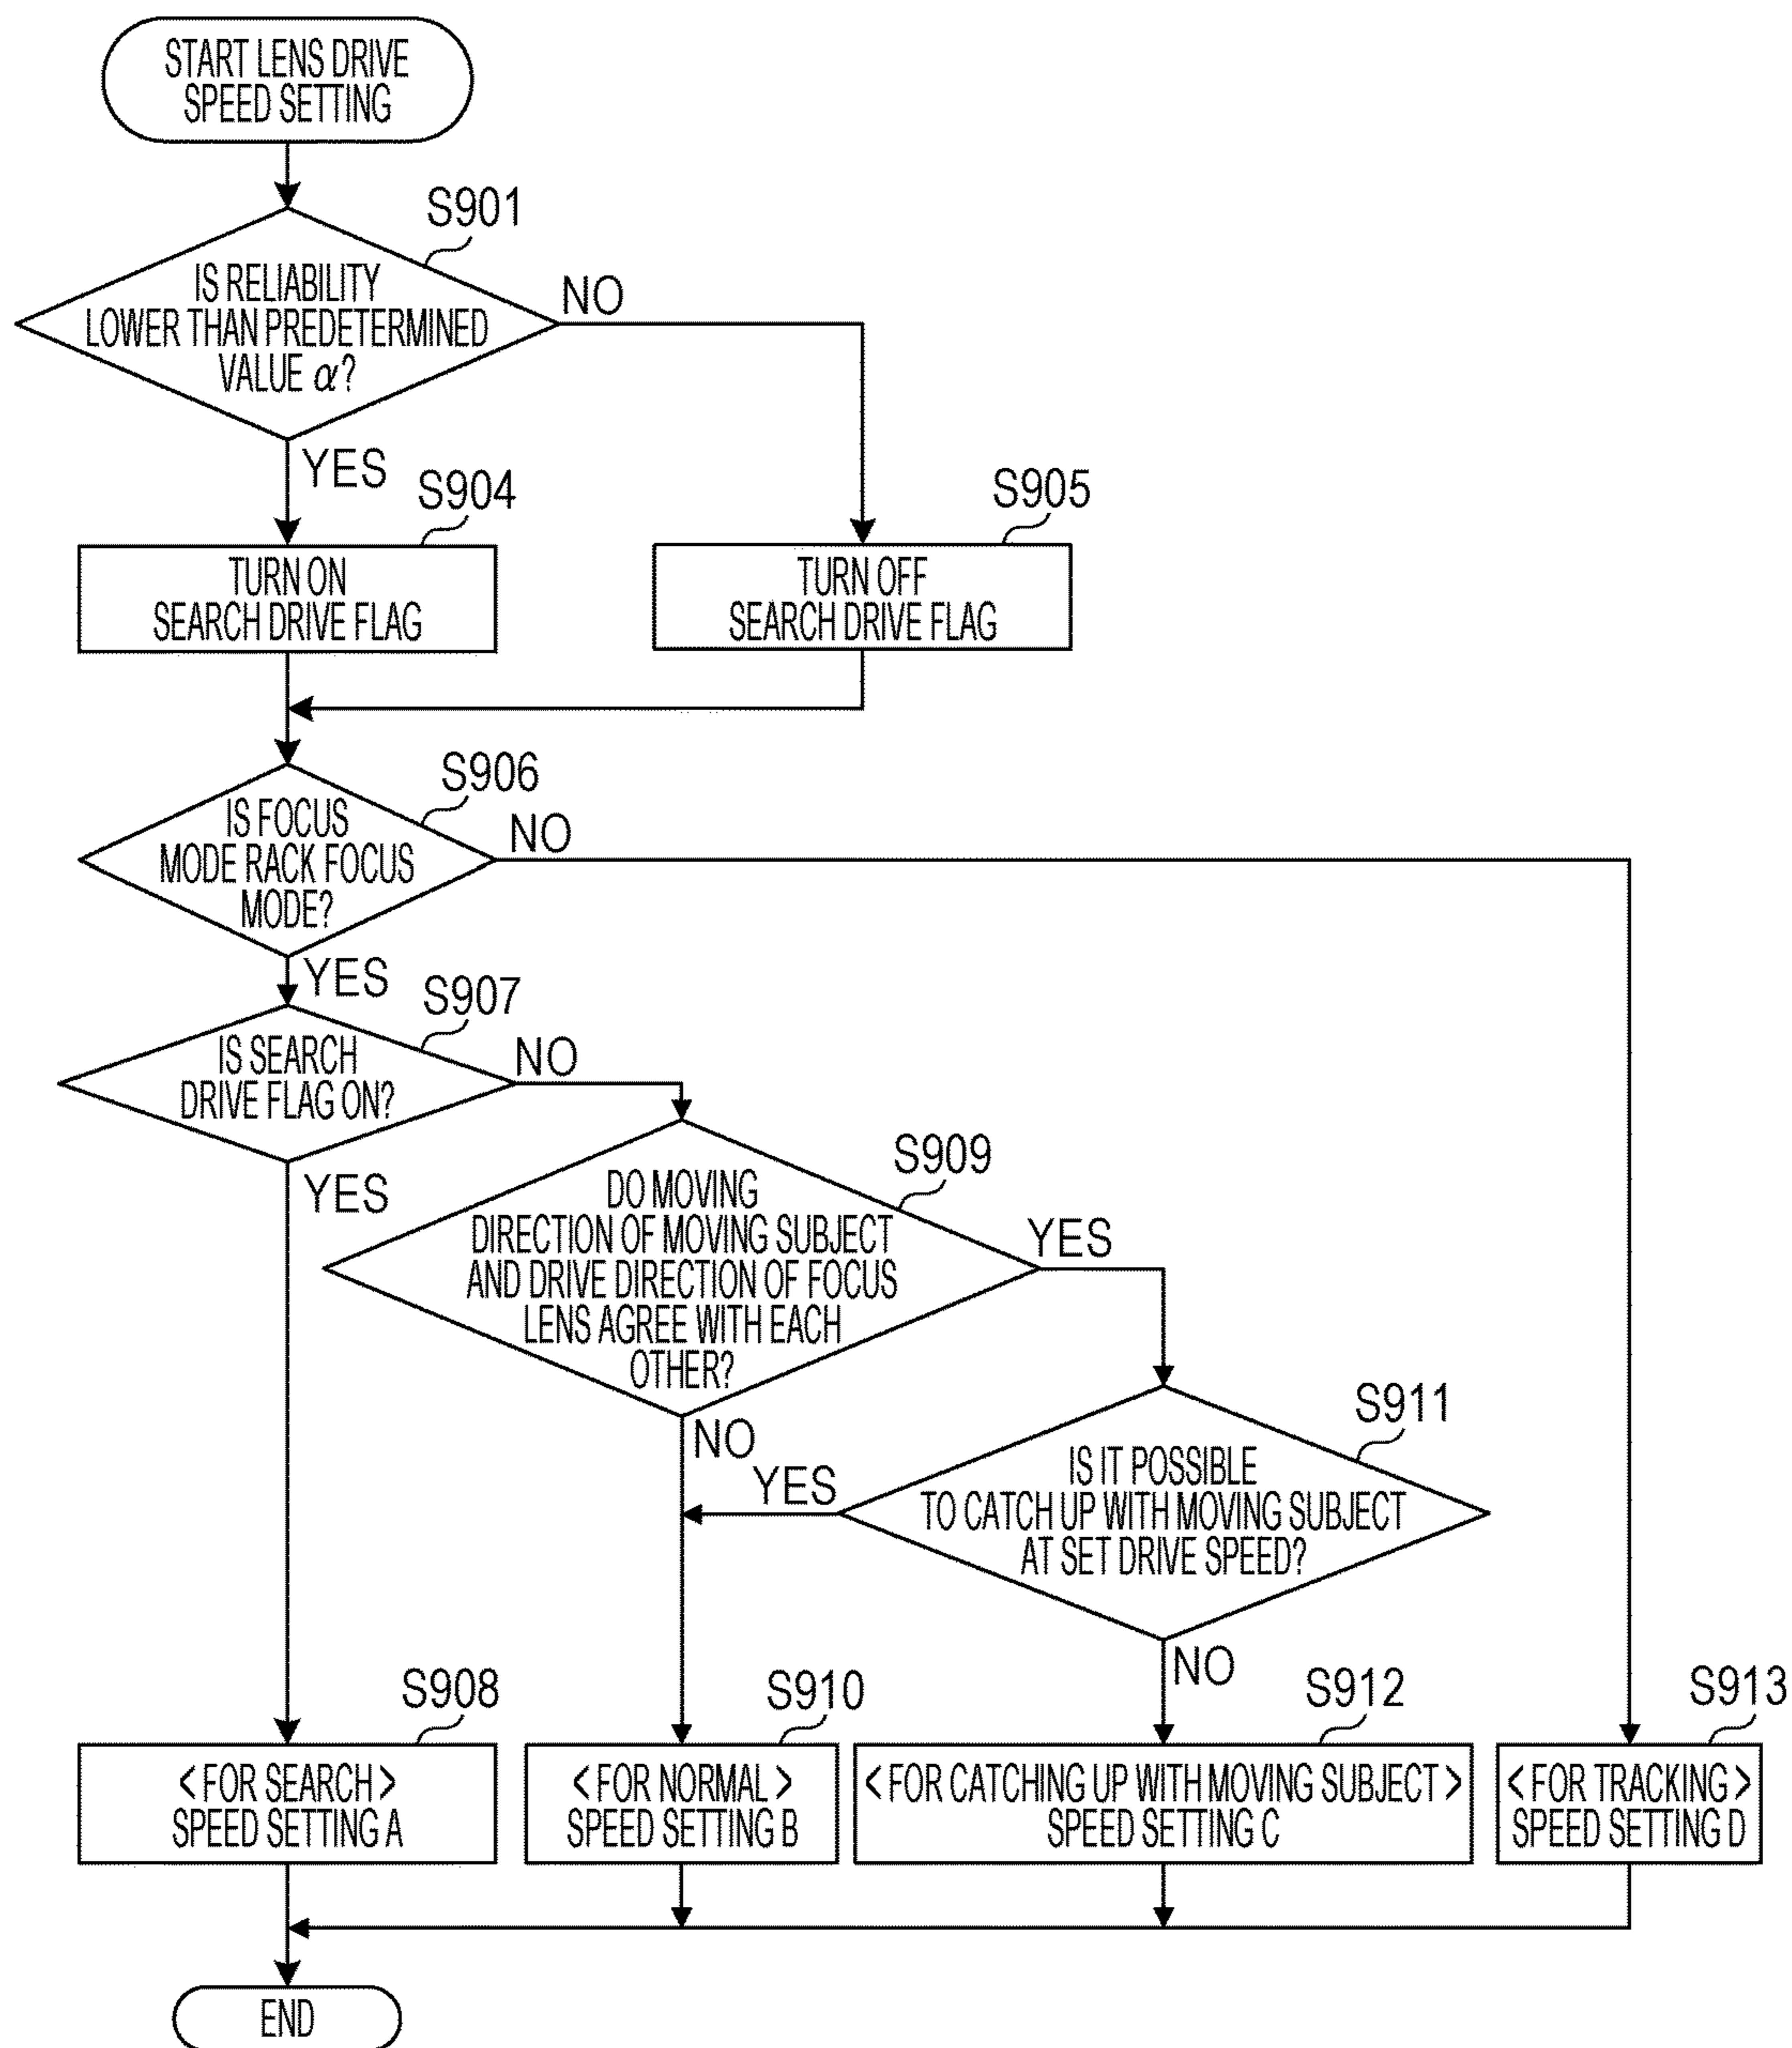 START LENS DRIVE
SPEED SETTING
S901
IS RELIABILITY
LOWER THAN PREDETERMINED
VALUE α?
NO
YES
S904
TURN ON
SEARCH DRIVE FLAG
S905
TURN OFF
SEARCH DRIVE FLAG
S906
IS FOCUS
MODE RACK FOCUS
MODE?
NO
YES
S907
IS SEARCH
DRIVE FLAG ON?
NO
YES
S909
DO MOVING
DIRECTION OF MOVING SUBJECT
AND DRIVE DIRECTION OF FOCUS
LENS AGREE WITH EACH
OTHER?
YES
NO
S911
IS IT POSSIBLE
TO CATCH UP WITH MOVING SUBJECT
AT SET DRIVE SPEED?
YES
NO
S908
<FOR SEARCH>
SPEED SETTING A
S910
<FOR NORMAL>
SPEED SETTING B
S912
<FOR CATCHING UP WITH MOVING SUBJECT>
SPEED SETTING C
S913
<FOR TRACKING>
SPEED SETTING D
END